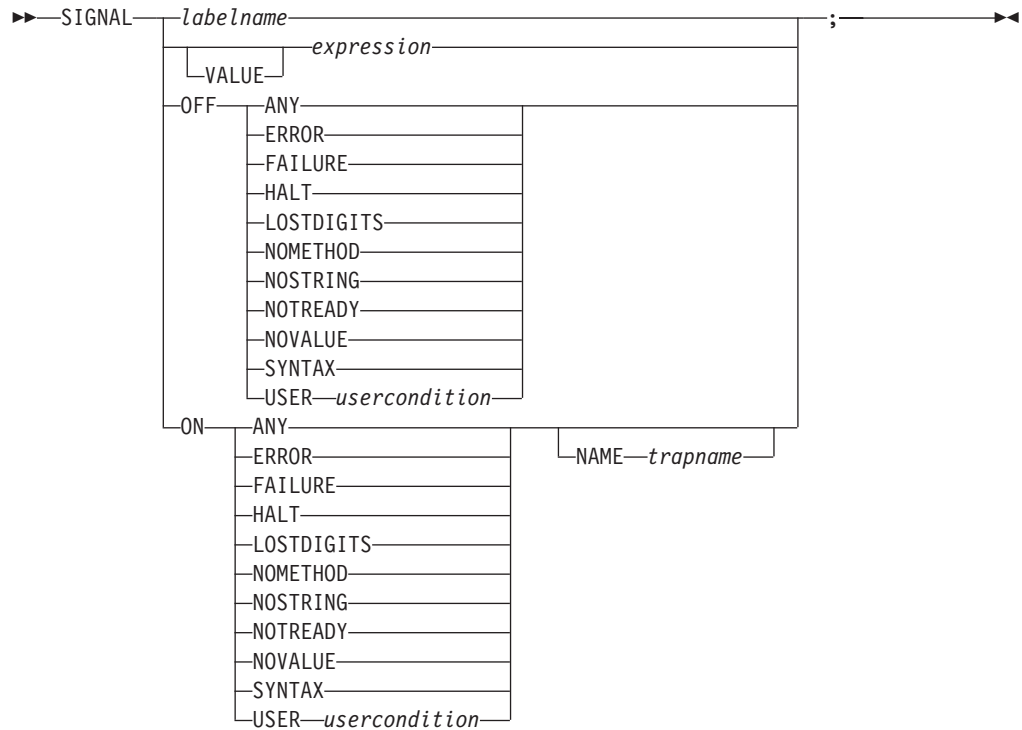 SIGNAL labelname ;
expression
VALUE
OFF ANY
ERROR
FAILURE
HALT
LOSTDIGITS
NOMETHOD
NOSTRING
NOTREADY
NOVALUE
SYNTAX
USER usercondition
ON ANY
ERROR NAME trapname
FAILURE
HALT
LOSTDIGITS
NOMETHOD
NOSTRING
NOTREADY
NOVALUE
SYNTAX
USER usercondition